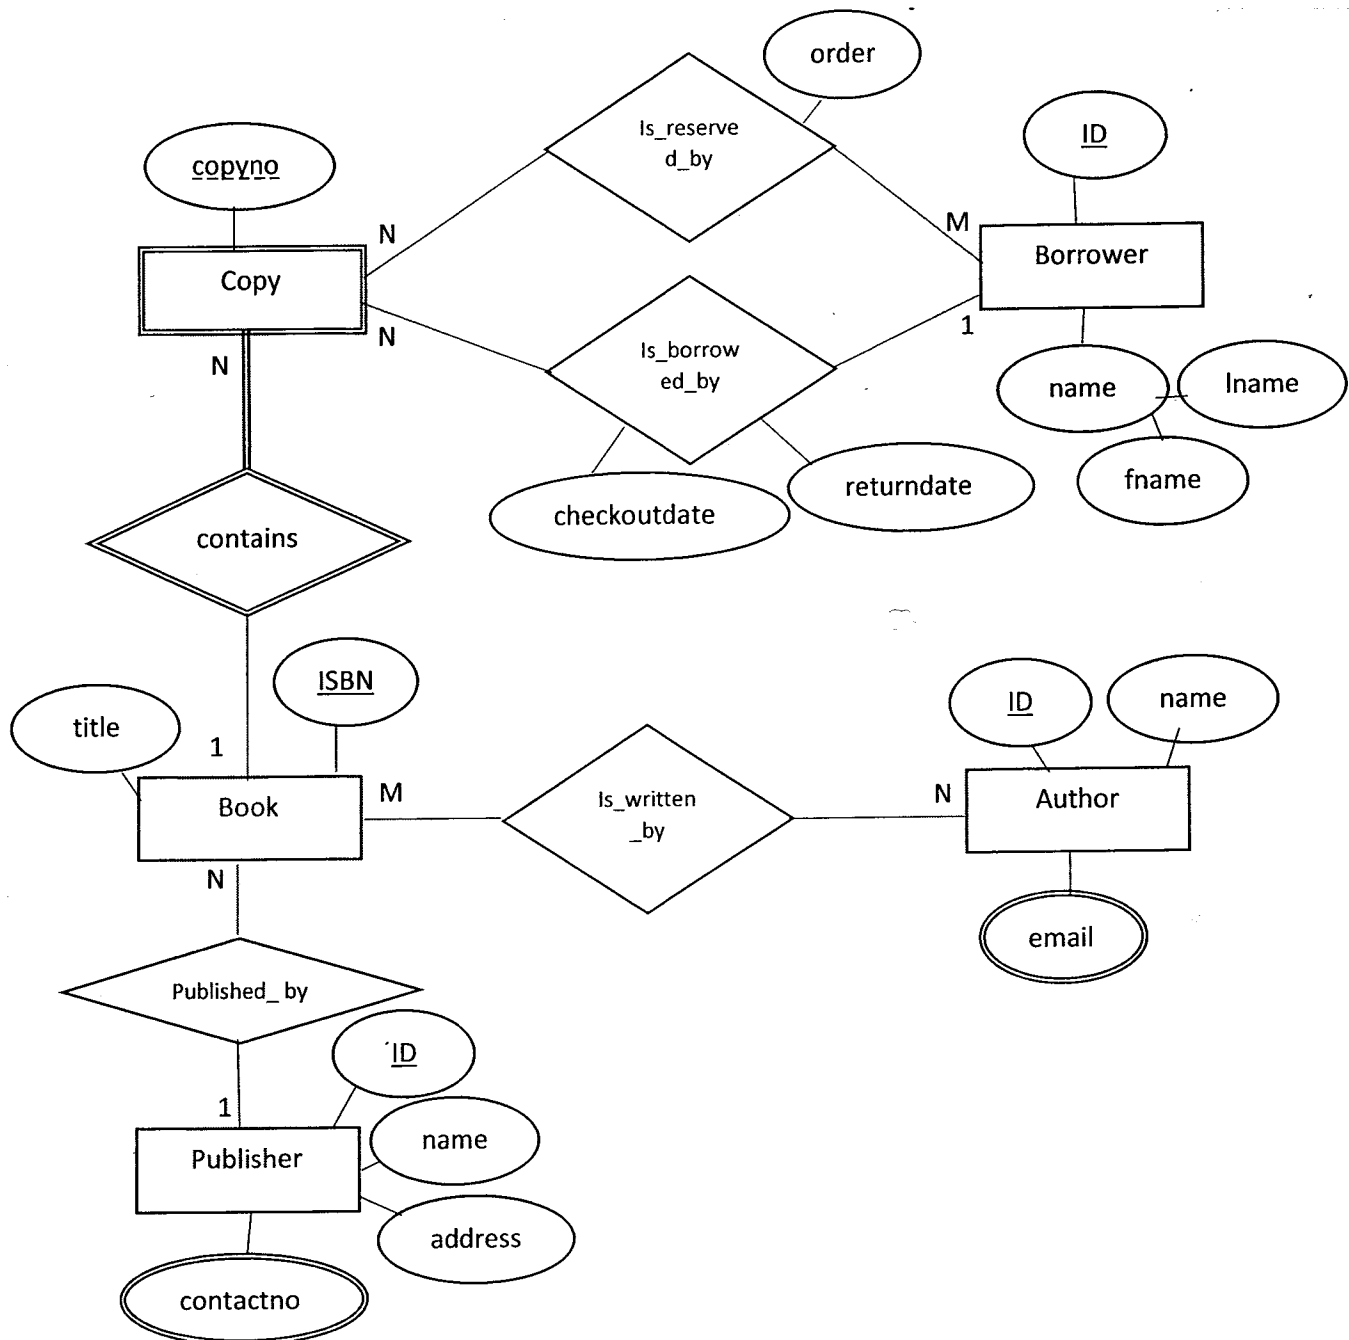 order
Is_reserve
d_by
ID
copyno
N
M
Copy
Borrower
N
1
N
Is_borrow
ed_by
name
lname
fname
returndate
checkoutdate
contains
ISBN
title
ID
name
1
Book
M
Is_written
_by
N
Author
N
email
Published_ by
ID
1
name
Publisher
address
contactno